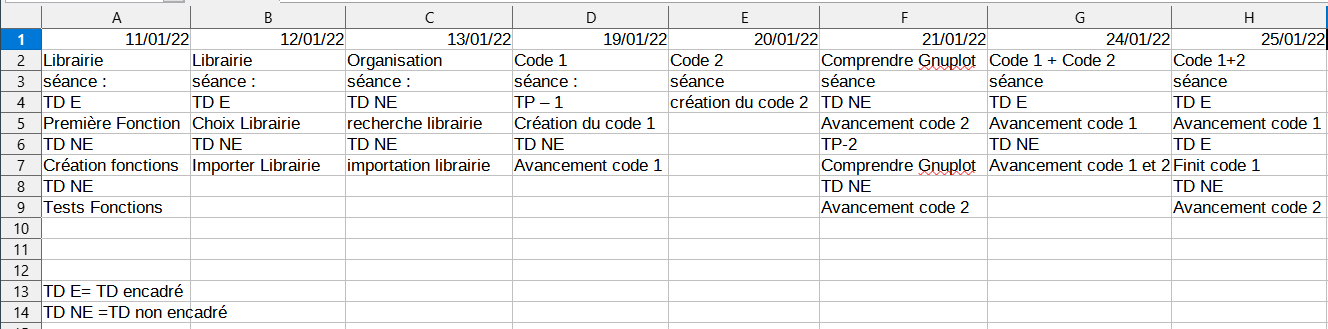 A B C D E F G H
1 11/01/22 12/01/22 13/01/22 19/01/22 20/01/22 21/01/22 24/01/22 25/01/22
2 Librairie Librairie Organisation Code 1 Code 2 Comprendre Gnuplot Code 1 + Code 2 Code 1+2
3 séance : séance : séance : séance : séance séance séance séance
4 TD E TD E TD NE TP – 1 création du code 2 TD NE TD E TD E
5 Première Fonction Choix Librairie recherche librairie Création du code 1 Avancement code 2 Avancement code 1 Avancement code 1
6 TD NE TD NE TD NE TD NE TP-2 TD NE TD E
7 Création fonctions Importer Librairie importation librairie Avancement code 1 Comprendre Gnuplot Avancement code 1 et 2 Finit code 1
8 TD NE TD NE TD NE
9 Tests Fonctions Avancement code 2 Avancement code 2
10
11
12
13 TD E= TD encadré
14 TD NE =TD non encadré